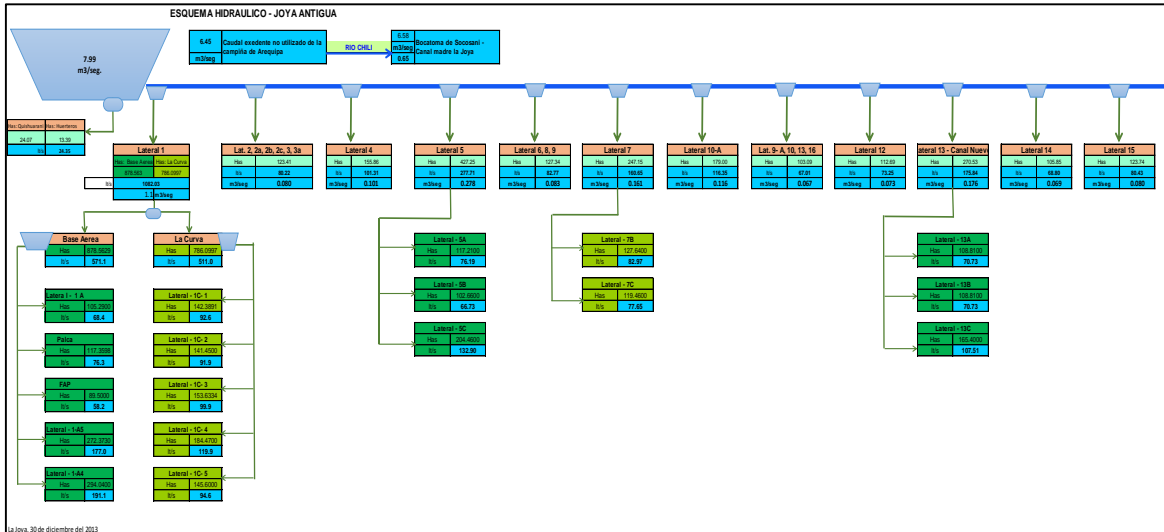 ESQUEMA HIDRAULICO - JOYA ANTIGUA
7.99
m3/seg.
6.45 Caudal exedente no utilizado de la
m3/seg campiña de Arequipa
RIO CHILI
6.58
m3/seg Bocatoma de Socosani -
0.65 Canal madre la Joya
Has: Quishuarani Has: Huerteros
24.07 13.39
lt/s 24.35
Lateral 1
Has: Base Aerea Has: La Curva
878.563 786.0997
lt/s 1082.03
1.1 m3/seg
Lat. 2, 2a, 2b, 2c, 3, 3a
Has 123.41
lt/s 80.22
m3/seg 0.080
Lateral 4
Has 155.86
lt/s 101.31
m3/seg 0.101
Lateral 5
Has 427.25
lt/s 277.71
m3/seg 0.278
Lateral 6, 8, 9
Has 127.34
lt/s 82.77
m3/seg 0.083
Lateral 7
Has 247.15
lt/s 160.65
m3/seg 0.161
Lateral 10-A
Has 179.00
lt/s 116.35
m3/seg 0.116
Lat. 9- A, 10, 13, 16
Has 103.09
lt/s 67.01
m3/seg 0.067
Lateral 12
Has 112.69
lt/s 73.25
m3/seg 0.073
Lateral 13 - Canal Nuevo
Has 270.53
lt/s 175.84
m3/seg 0.176
Lateral 14
Has 105.85
lt/s 68.80
m3/seg 0.069
Lateral 15
Has 123.74
lt/s 80.43
m3/seg 0.080
Base Aerea
Has 878.5629
lt/s 571.1
La Curva
Has 786.0997
lt/s 511.0
Latera l - 1 A
Has 105.2900
lt/s 68.4
Palca
Has 117.3598
lt/s 76.3
FAP
Has 89.5000
lt/s 58.2
Lateral - 1-A5
Has 272.3730
lt/s 177.0
Lateral - 1-A4
Has 294.0400
lt/s 191.1
Lateral - 1C- 1
Has 142.3891
lt/s 92.6
Lateral - 1C- 2
Has 141.4500
lt/s 91.9
Lateral - 1C- 3
Has 153.6334
lt/s 99.9
Lateral - 1C- 4
Has 184.4700
lt/s 119.9
Lateral - 1C- 5
Has 145.6000
lt/s 94.6
Lateral - 5A
Has 117.2100
lt/s 76.19
Lateral - 5B
Has 102.6600
lt/s 66.73
Lateral - 5C
Has 204.4600
lt/s 132.90
Lateral - 7B
Has 127.6400
lt/s 82.97
Lateral - 7C
Has 119.4600
lt/s 77.65
Lateral - 13A
Has 108.8100
lt/s 70.73
Lateral - 13B
Has 108.8100
lt/s 70.73
Lateral - 13C
Has 165.4000
lt/s 107.51
La Joya, 30 de diciembre del 2013